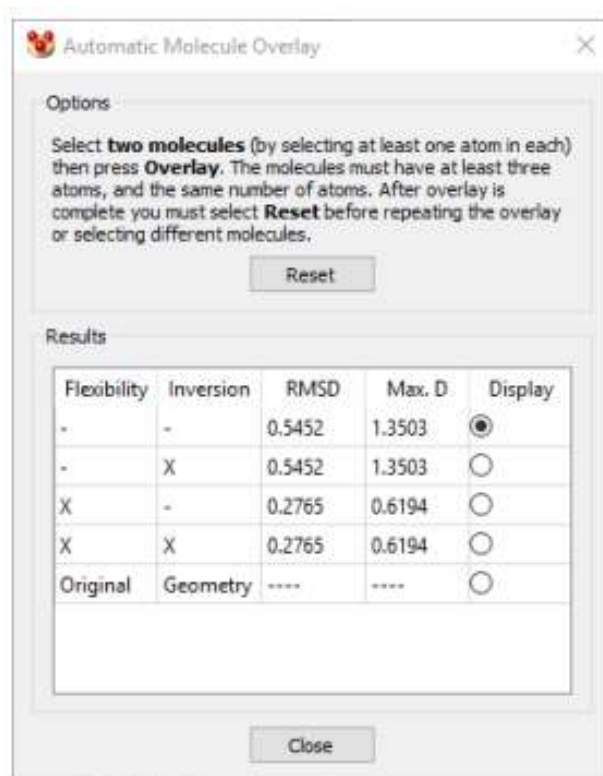 Automatic Molecule Overlay
Options
Select two molecules (by selecting at least one atom in each)
then press Overlay. The molecules must have at least three
atoms, and the same number of atoms. After overlay is
complete you must select Reset before repeating the overlay
or selecting different molecules.
Reset
Results
Flexibility Inversion RMSD Max. D Display
- - 0.5452 1.3503
- X 0.5452 1.3503
X - 0.2765 0.6194
X X 0.2765 0.6194
Original Geometry ---- ----
Close